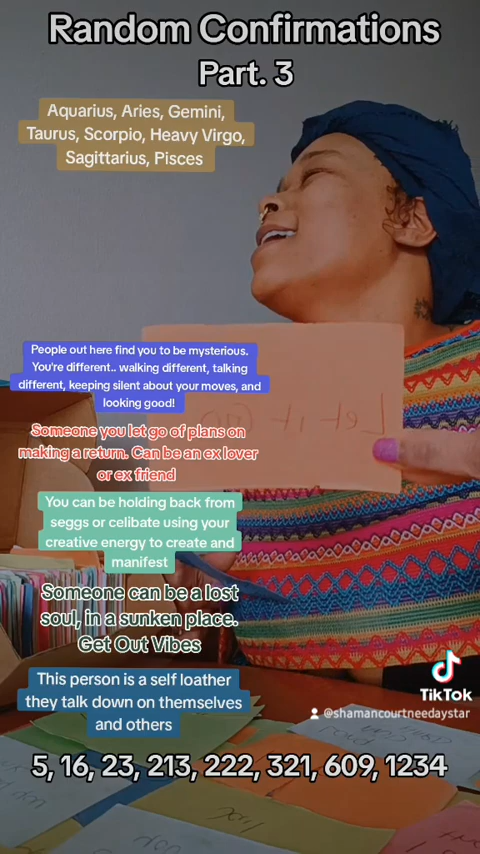 Random Confirmations
Part. 3
Aquarius, Aries, Gemini,
Taurus, Scorpio, Heavy Virgo,
Sagittarius, Pisces
People out here find you to be mysterious.
You're different.. walking different, talking
different, keeping silent about your moves, and
looking good!
Let it Go
Someone you let go of plans on
making a return. Can be an ex lover
or ex friend
You can be holding back from
seggs or celibate using your
creative energy to create and
manifest
Someone can be a lost
soul, in a sunken place.
Get Out Vibes
This person is a self loather
they talk down on themselves
and others
TikTok
@shamancourtneedaystar
5, 16, 23, 213, 222, 321, 609, 1234